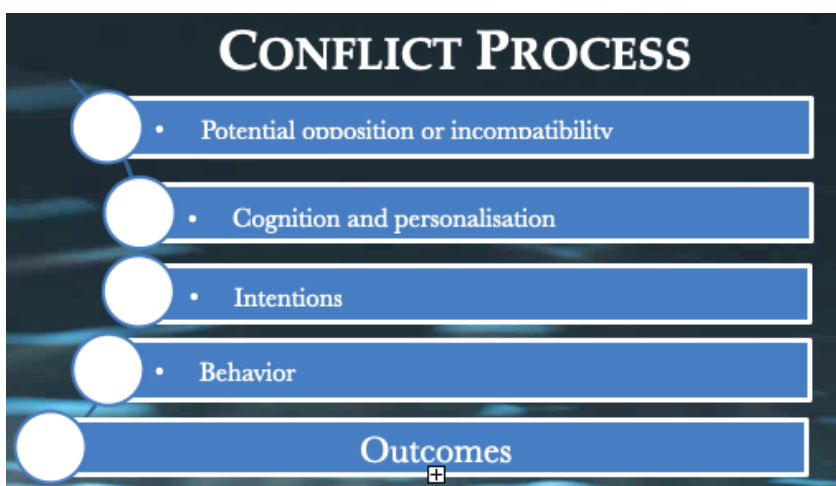 CONFLICT PROCESS
• Potential opposition or incompatibility
• Cognition and personalisation
• Intentions
• Behavior
Outcomes